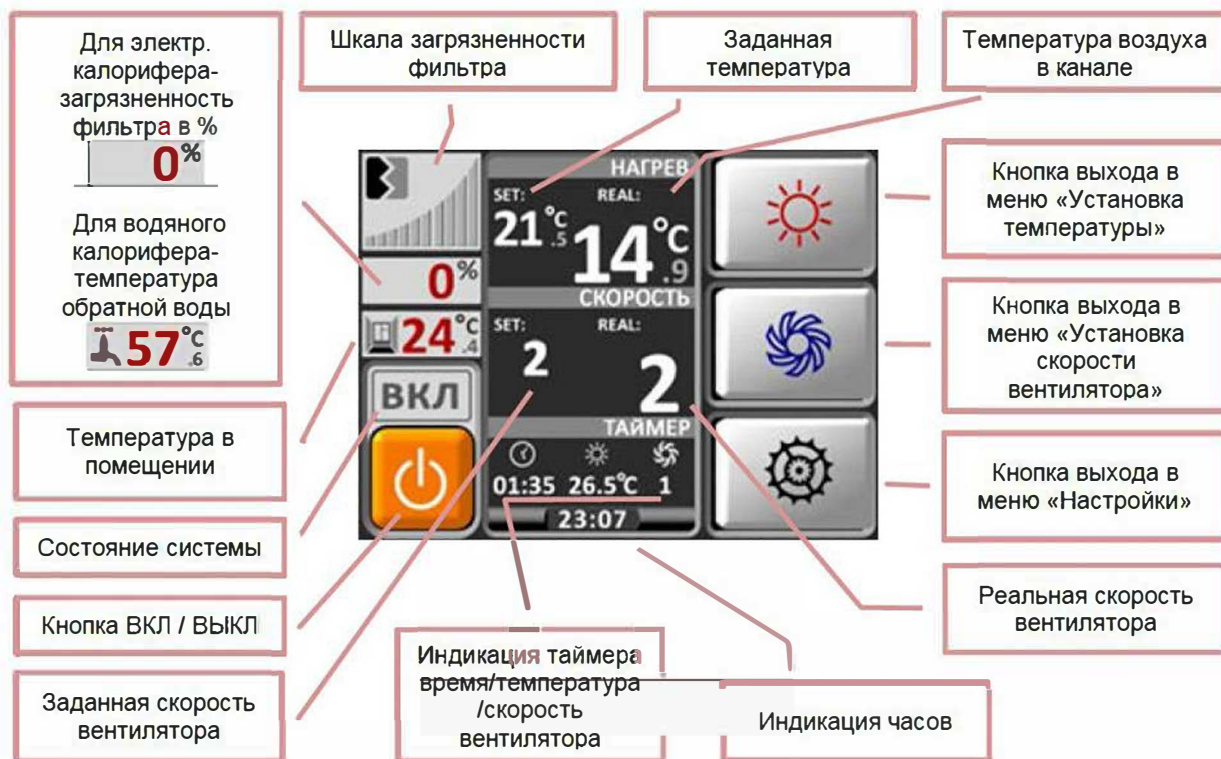 Для электр.
калорифера-
загрязненность
фильтра в %
0%
Для водяного
калорифера-
температура
обратной воды
57°C
.6
Шкала загрязненности
фильтра
Заданная
температура
Температура воздуха
в канале
НАГРЕВ
SET: REAL:
21°C
.5
14°C
.9
0%
24°C
.4
СКОРОСТЬ
SET: REAL:
2
2
ВКЛ
ТАЙМЕР
01:35 26.5°C 1
23:07
Кнопка выхода в
меню «Установка
температуры»
Кнопка выхода в
меню «Установка
скорости
вентилятора»
Кнопка выхода в
меню «Настройки»
Реальная скорость
вентилятора
Температура в
помещении
Состояние системы
Кнопка ВКЛ / ВЫКЛ
Заданная скорость
вентилятора
Индикация таймера
время/температура
/скорость
вентилятора
Индикация часов